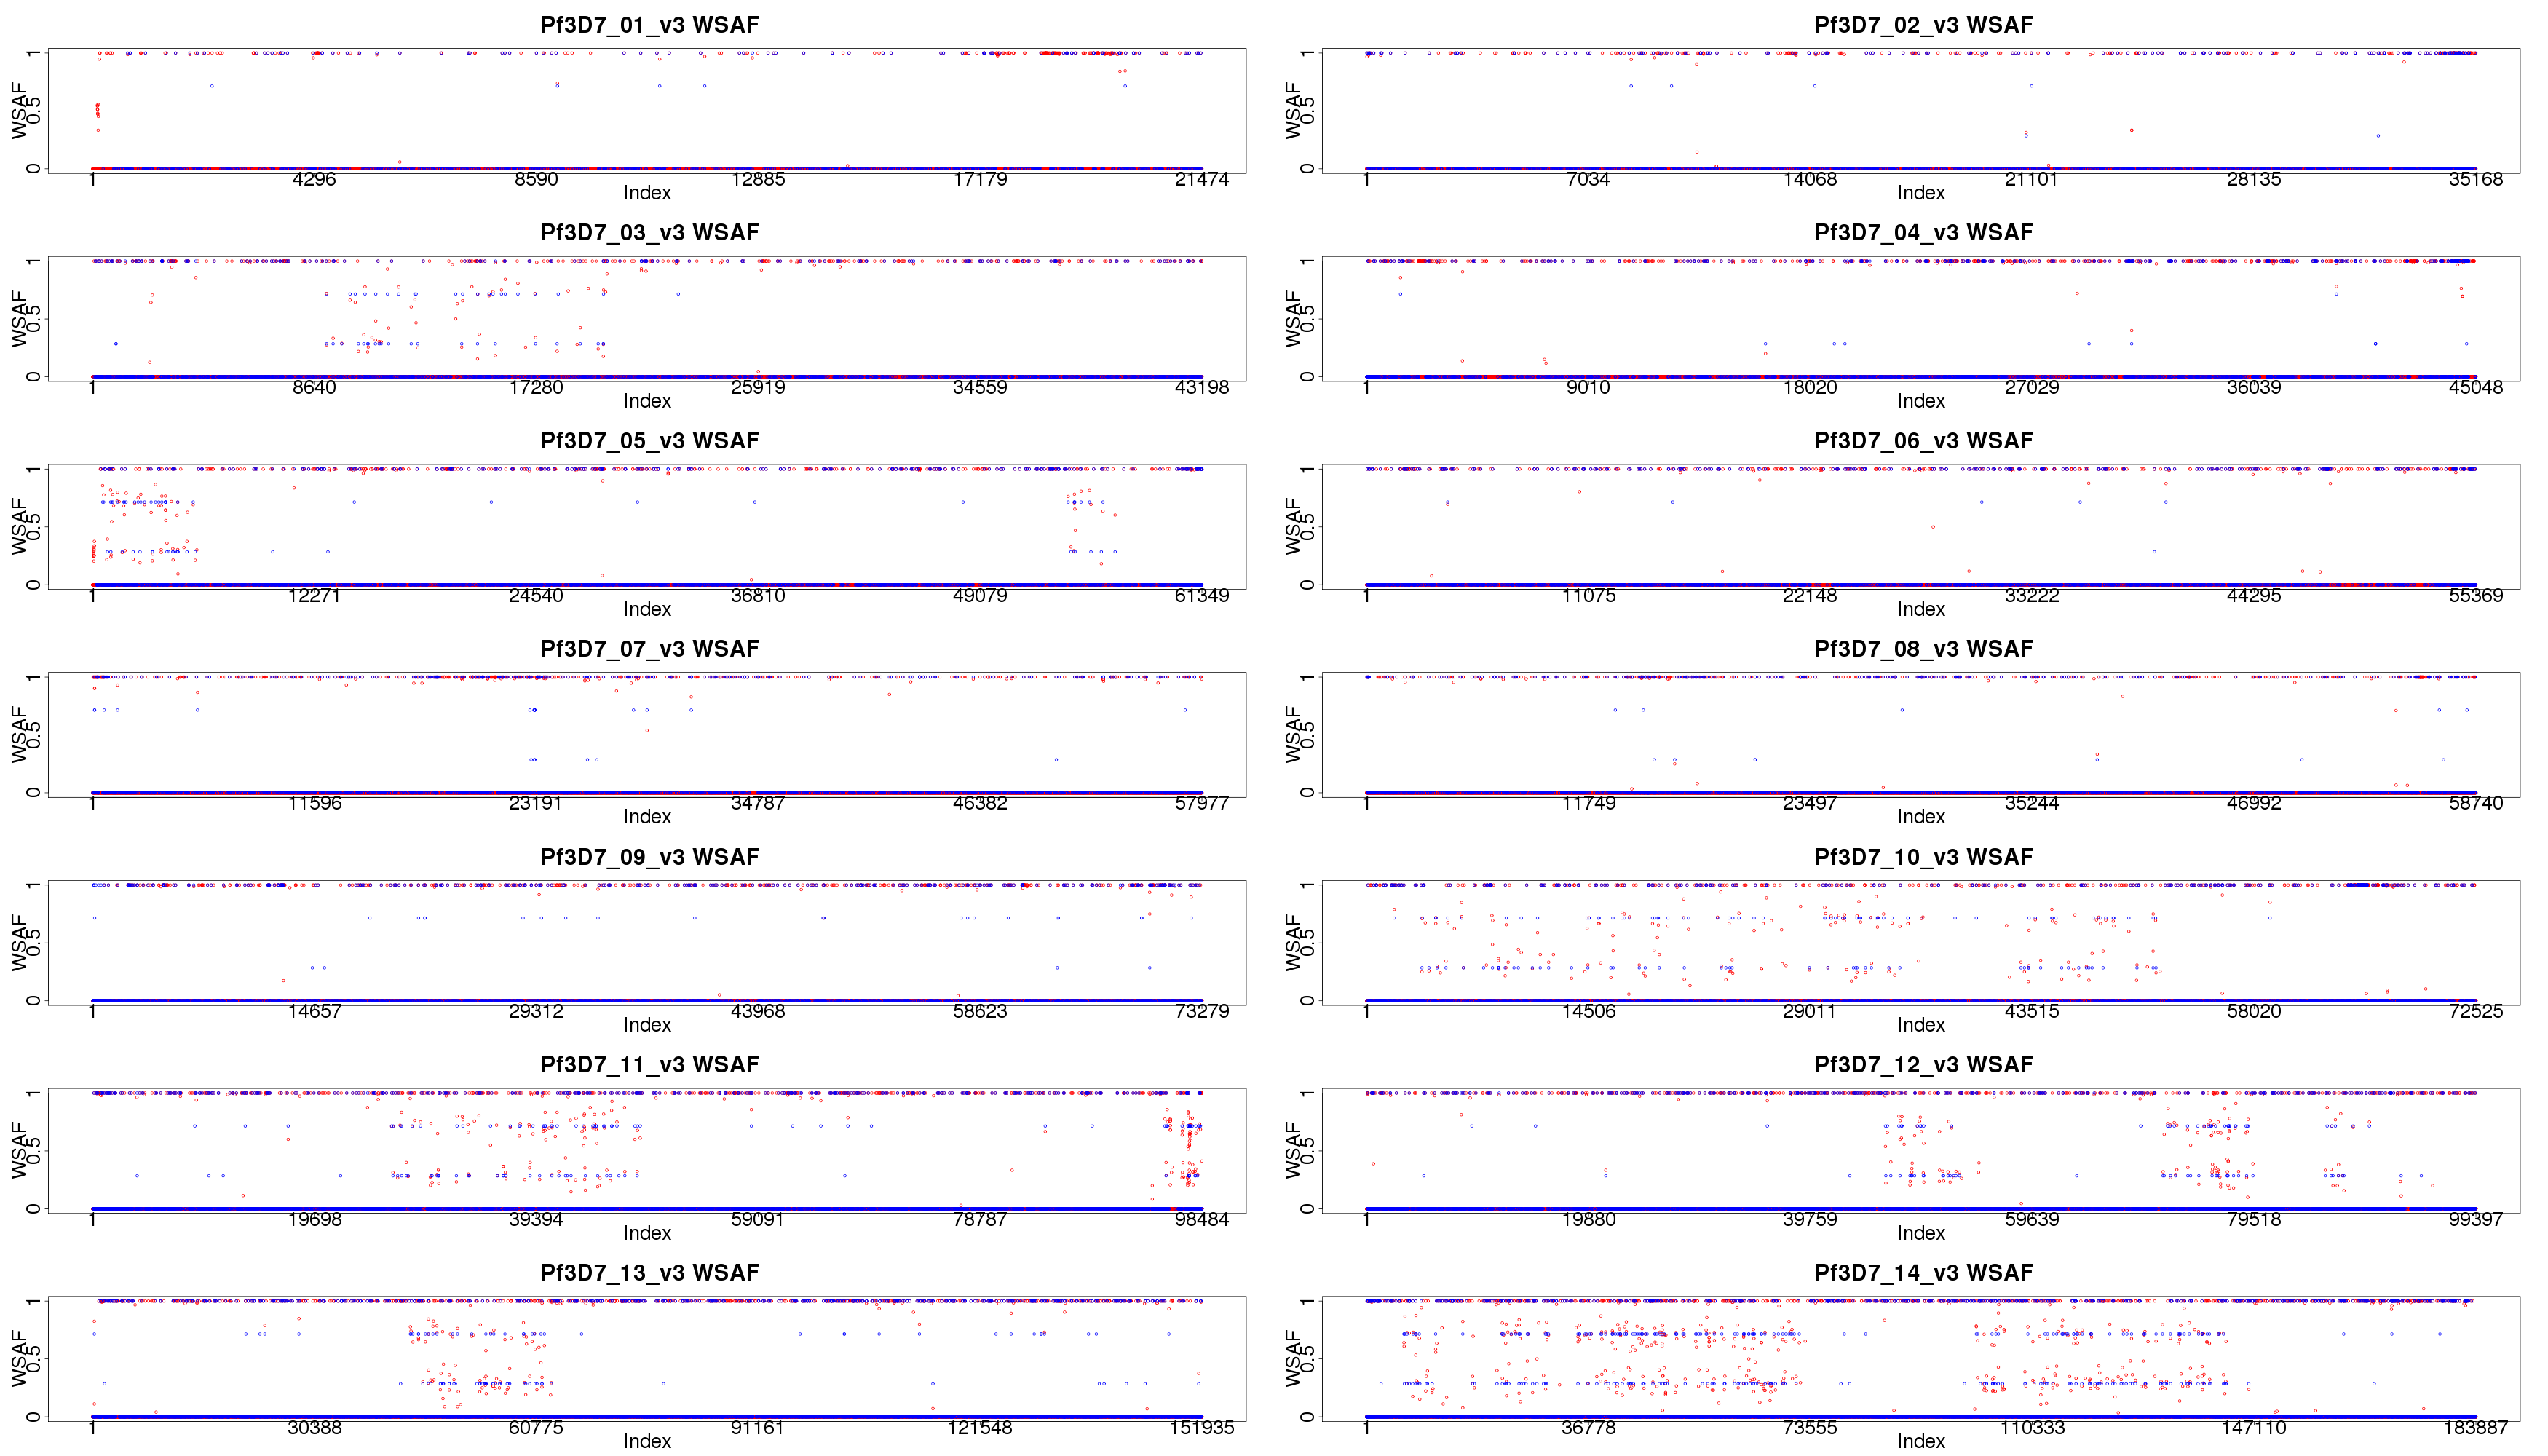 Pf3D7_01_v3 WSAF
WSAF
0 0.5 1
1 4296 8590 12885 17179 21474
Index
Pf3D7_02_v3 WSAF
WSAF
0 0.5 1
1 7034 14068 21101 28135 35168
Index
Pf3D7_03_v3 WSAF
WSAF
0 0.5 1
1 8640 17280 25919 34559 43198
Index
Pf3D7_04_v3 WSAF
WSAF
0 0.5 1
1 9010 18020 27029 36039 45048
Index
Pf3D7_05_v3 WSAF
WSAF
0 0.5 1
1 12271 24540 36810 49079 61349
Index
Pf3D7_06_v3 WSAF
WSAF
0 0.5 1
1 11075 22148 33222 44295 55369
Index
Pf3D7_07_v3 WSAF
WSAF
0 0.5 1
1 11596 23191 34787 46382 57977
Index
Pf3D7_08_v3 WSAF
WSAF
0 0.5 1
1 11749 23497 35244 46992 58740
Index
Pf3D7_09_v3 WSAF
WSAF
0 0.5 1
1 14657 29312 43968 58623 73279
Index
Pf3D7_10_v3 WSAF
WSAF
0 0.5 1
1 14506 29011 43515 58020 72525
Index
Pf3D7_11_v3 WSAF
WSAF
0 0.5 1
1 19698 39394 59091 78787 98484
Index
Pf3D7_12_v3 WSAF
WSAF
0 0.5 1
1 19880 39759 59639 79518 99397
Index
Pf3D7_13_v3 WSAF
WSAF
0 0.5 1
1 30388 60775 91161 121548 151935
Index
Pf3D7_14_v3 WSAF
WSAF
0 0.5 1
1 36778 73555 110333 147110 183887
Index